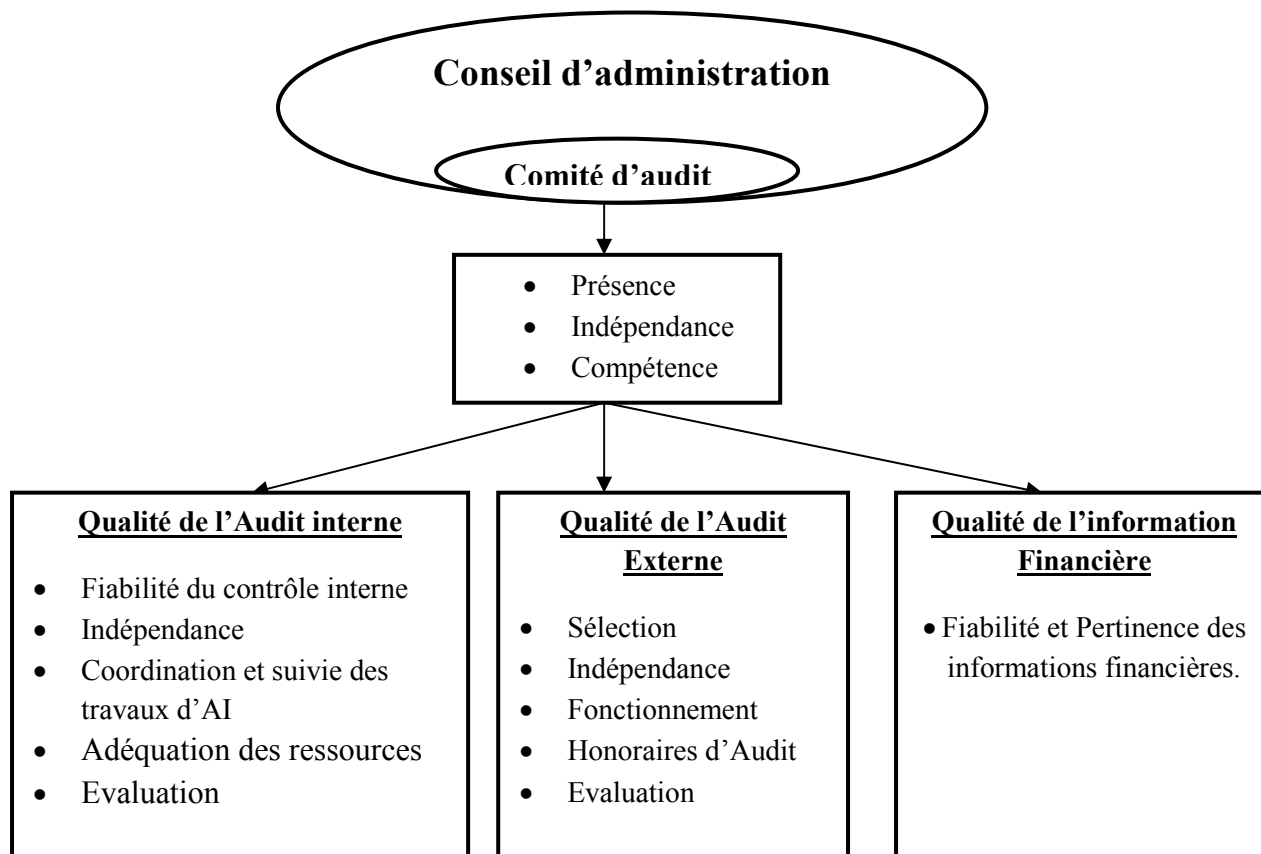 Conseil d’administration
Comité d’audit
• Présence
• Indépendance
• Compétence
Qualité de l’Audit interne
• Fiabilité du contrôle interne
• Indépendance
• Coordination et suivie des
travaux d’AI
• Adéquation des ressources
• Evaluation
Qualité de l’Audit
Externe
• Sélection
• Indépendance
• Fonctionnement
• Honoraires d’Audit
• Evaluation
Qualité de l’information
Financière
• Fiabilité et Pertinence des
informations financières.